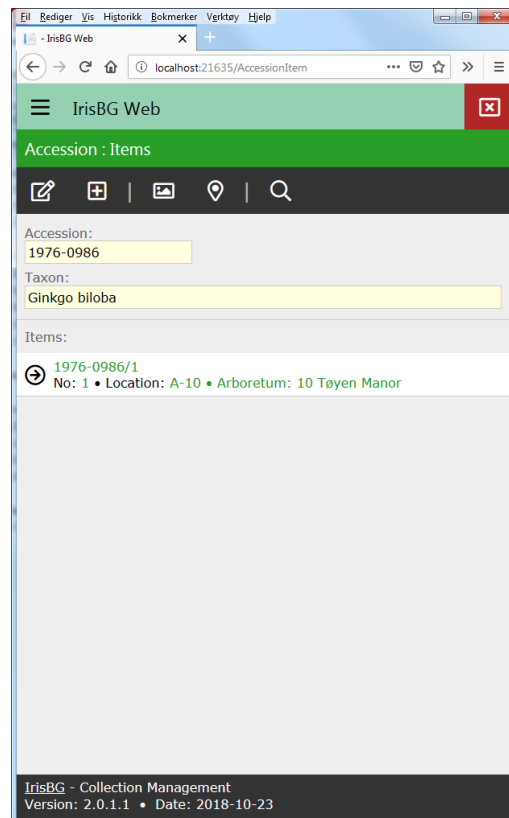 Fil Rediger Vis Historikk Bokmerker Verktøy Hjelp
- IrisBG Web
localhost:21635/AccessionItem
IrisBG Web
Accession : Items
Accession:
1976-0986
Taxon:
Ginkgo biloba
Items:
1976-0986/1
No: 1 • Location: A-10 • Arboretum: 10 Tøyen Manor
IrisBG - Collection Management
Version: 2.0.1.1 • Date: 2018-10-23